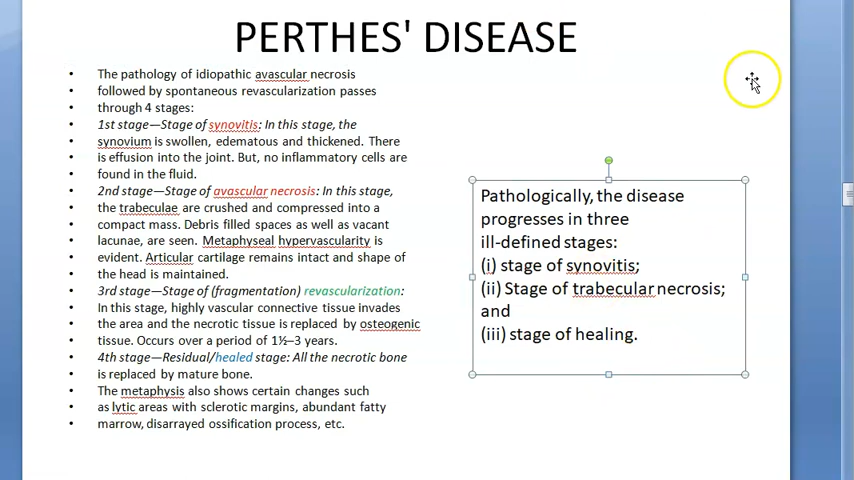 PERTHES' DISEASE
• The pathology of idiopathic avascular necrosis
• followed by spontaneous revascularization passes
• through 4 stages:
• 1st stage—Stage of synovitis: In this stage, the
• synovium is swollen, edematous and thickened. There
• is effusion into the joint. But, no inflammatory cells are
• found in the fluid.
• 2nd stage—Stage of avascular necrosis: In this stage,
• the trabeculae are crushed and compressed into a
• compact mass. Debris filled spaces as well as vacant
• lacunae, are seen. Metaphyseal hypervascularity is
• evident. Articular cartilage remains intact and shape of
• the head is maintained.
• 3rd stage—Stage of (fragmentation) revascularization:
• In this stage, highly vascular connective tissue invades
• the area and the necrotic tissue is replaced by osteogenic
• tissue. Occurs over a period of 1½–3 years.
• 4th stage—Residual/healed stage: All the necrotic bone
• is replaced by mature bone.
• The metaphysis also shows certain changes such
• as lytic areas with sclerotic margins, abundant fatty
• marrow, disarrayed ossification process, etc.
Pathologically, the disease
progresses in three
ill-defined stages:
(i) stage of synovitis;
(ii) Stage of trabecular necrosis;
and
(iii) stage of healing.